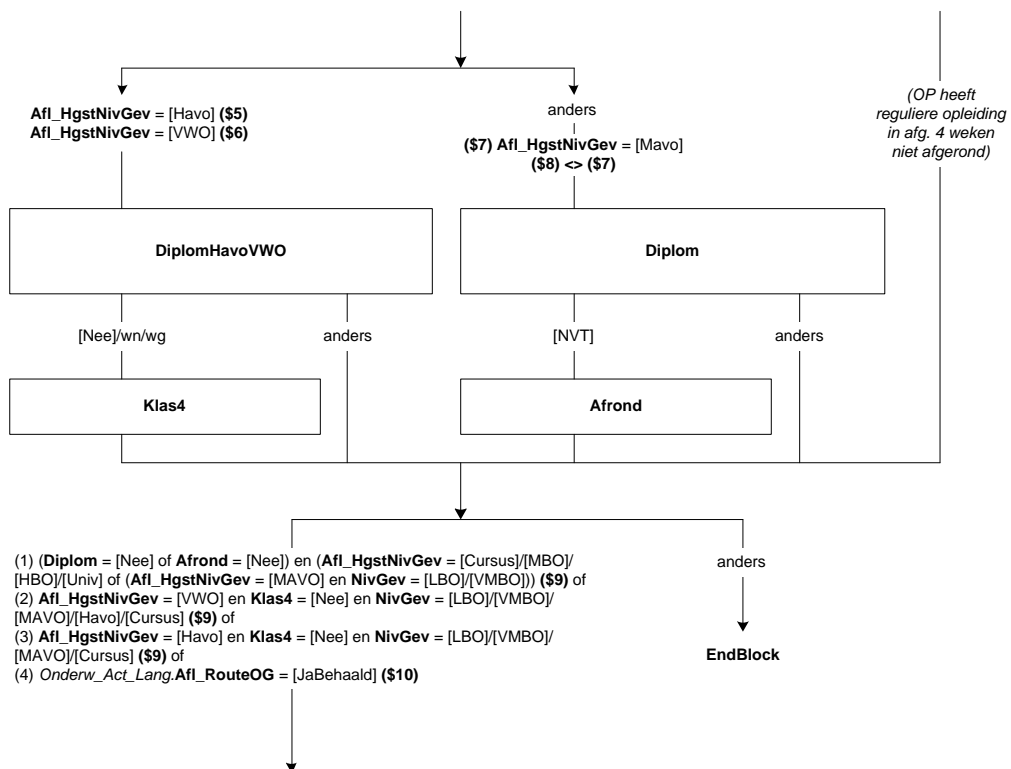 Afl_HgstNivGev = [Havo] ($5)
Afl_HgstNivGev = [VWO] ($6)
anders
($7) Afl_HgstNivGev = [Mavo]
($8) <> ($7)
(OP heeft
reguliere opleiding
in afg. 4 weken
niet afgerond)
DiplomHavoVWO
Diplom
[Nee]/wn/wg
anders
[NVT]
anders
Klas4
Afrond
(1) (Diplom = [Nee] of Afrond = [Nee]) en (Afl_HgstNivGev = [Cursus]/[MBO]/
[HBO]/[Univ] of (Afl_HgstNivGev = [MAVO] en NivGev = [LBO]/[VMBO])) ($9) of
(2) Afl_HgstNivGev = [VWO] en Klas4 = [Nee] en NivGev = [LBO]/[VMBO]/
[MAVO]/[Havo]/[Cursus] ($9) of
(3) Afl_HgstNivGev = [Havo] en Klas4 = [Nee] en NivGev = [LBO]/[VMBO]/
[MAVO]/[Cursus] ($9) of
(4) Onderw_Act_Lang.Afl_RouteOG = [JaBehaald] ($10)
anders
EndBlock